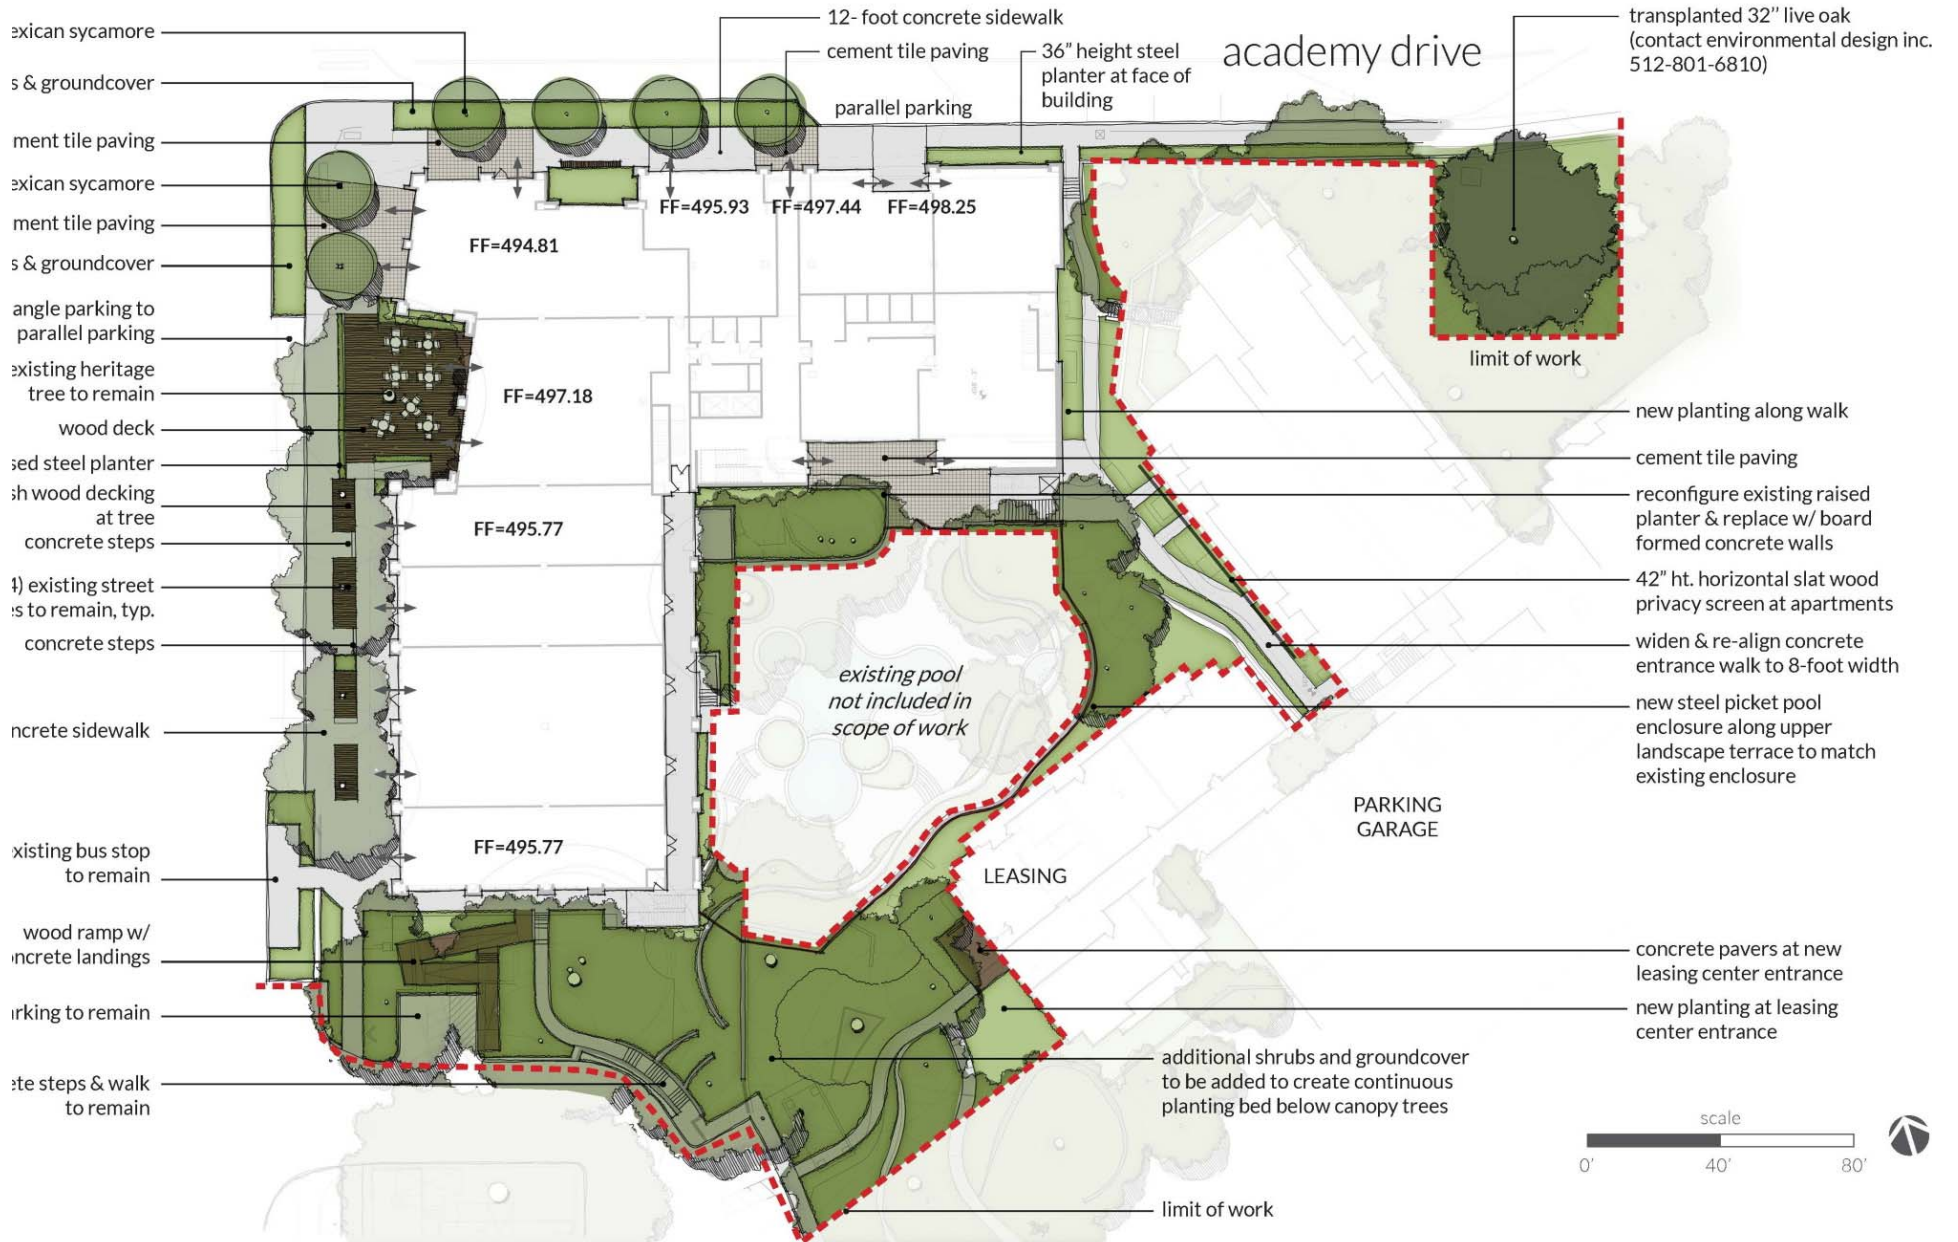 exican sycamore
s & groundcover
ment tile paving
exican sycamore
ment tile paving
s & groundcover
angle parking to
parallel parking
existing heritage
tree to remain
wood deck
sed steel planter
sh wood decking
at tree
concrete steps
4) existing street
es to remain, typ.
concrete steps
ncrete sidewalk
existing bus stop
to remain
wood ramp w/
oncrete landings
rking to remain
ete steps & walk
to remain
12- foot concrete sidewalk
cement tile paving
parallel parking
36" height steel
planter at face of
building
academy drive
transplanted 32" live oak
(contact environmental design inc.
512-801-6810)
FF=494.81
FF=495.93
FF=497.44
FF=498.25
FF=497.18
FF=495.77
FF=495.77
existing pool
not included in
scope of work
limit of work
new planting along walk
cement tile paving
reconfigure existing raised
planter & replace w/ board
formed concrete walls
42" ht. horizontal slat wood
privacy screen at apartments
widen & re-align concrete
entrance walk to 8-foot width
new steel picket pool
enclosure along upper
landscape terrace to match
existing enclosure
PARKING
GARAGE
LEASING
concrete pavers at new
leasing center entrance
new planting at leasing
center entrance
additional shrubs and groundcover
to be added to create continuous
planting bed below canopy trees
limit of work
scale
0' 40' 80'